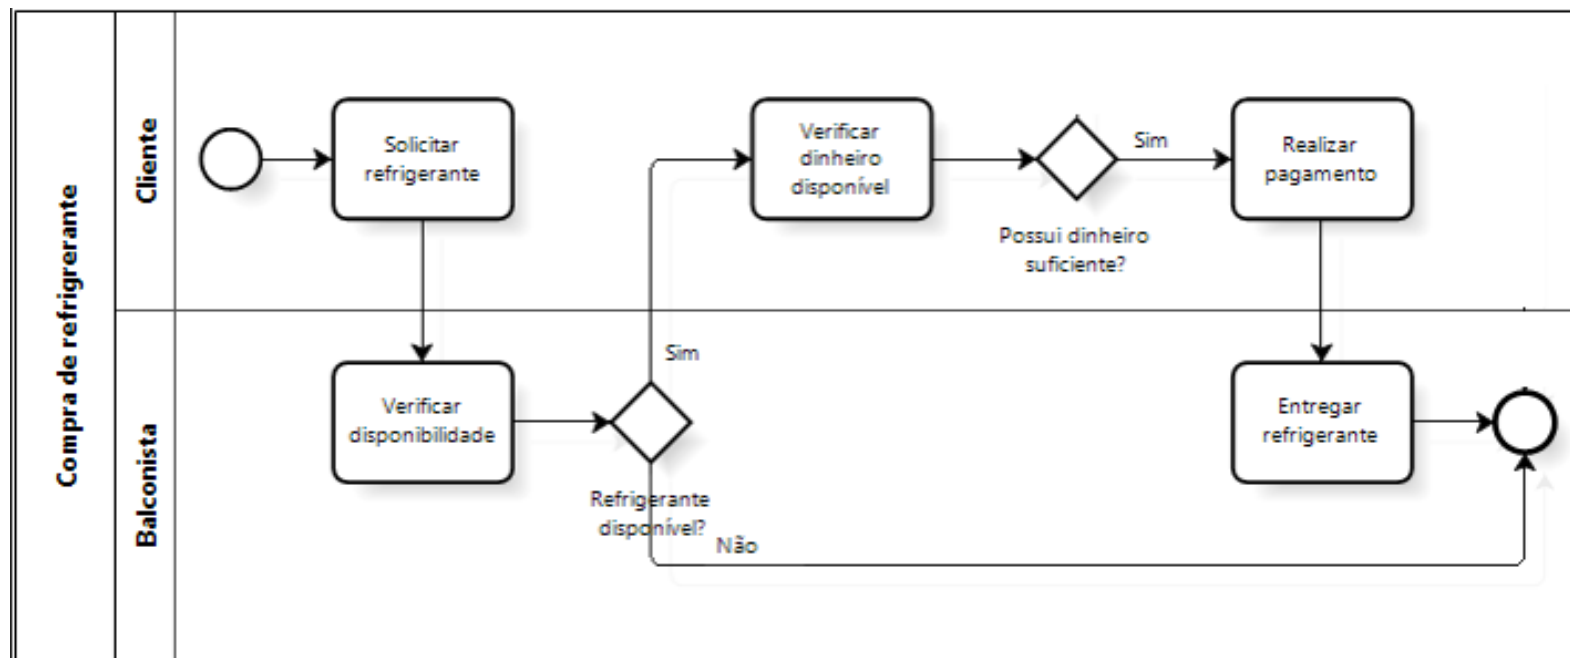 Compra de refrigrerante
Cliente
Balconista
Solicitar
refrigerante
Verificar
dinheiro
disponível
Sim
Possui dinheiro
suficiente?
Realizar
pagamento
Verificar
disponibilidade
Sim
Refrigerante
disponível?
Não
Entregar
refrigerante